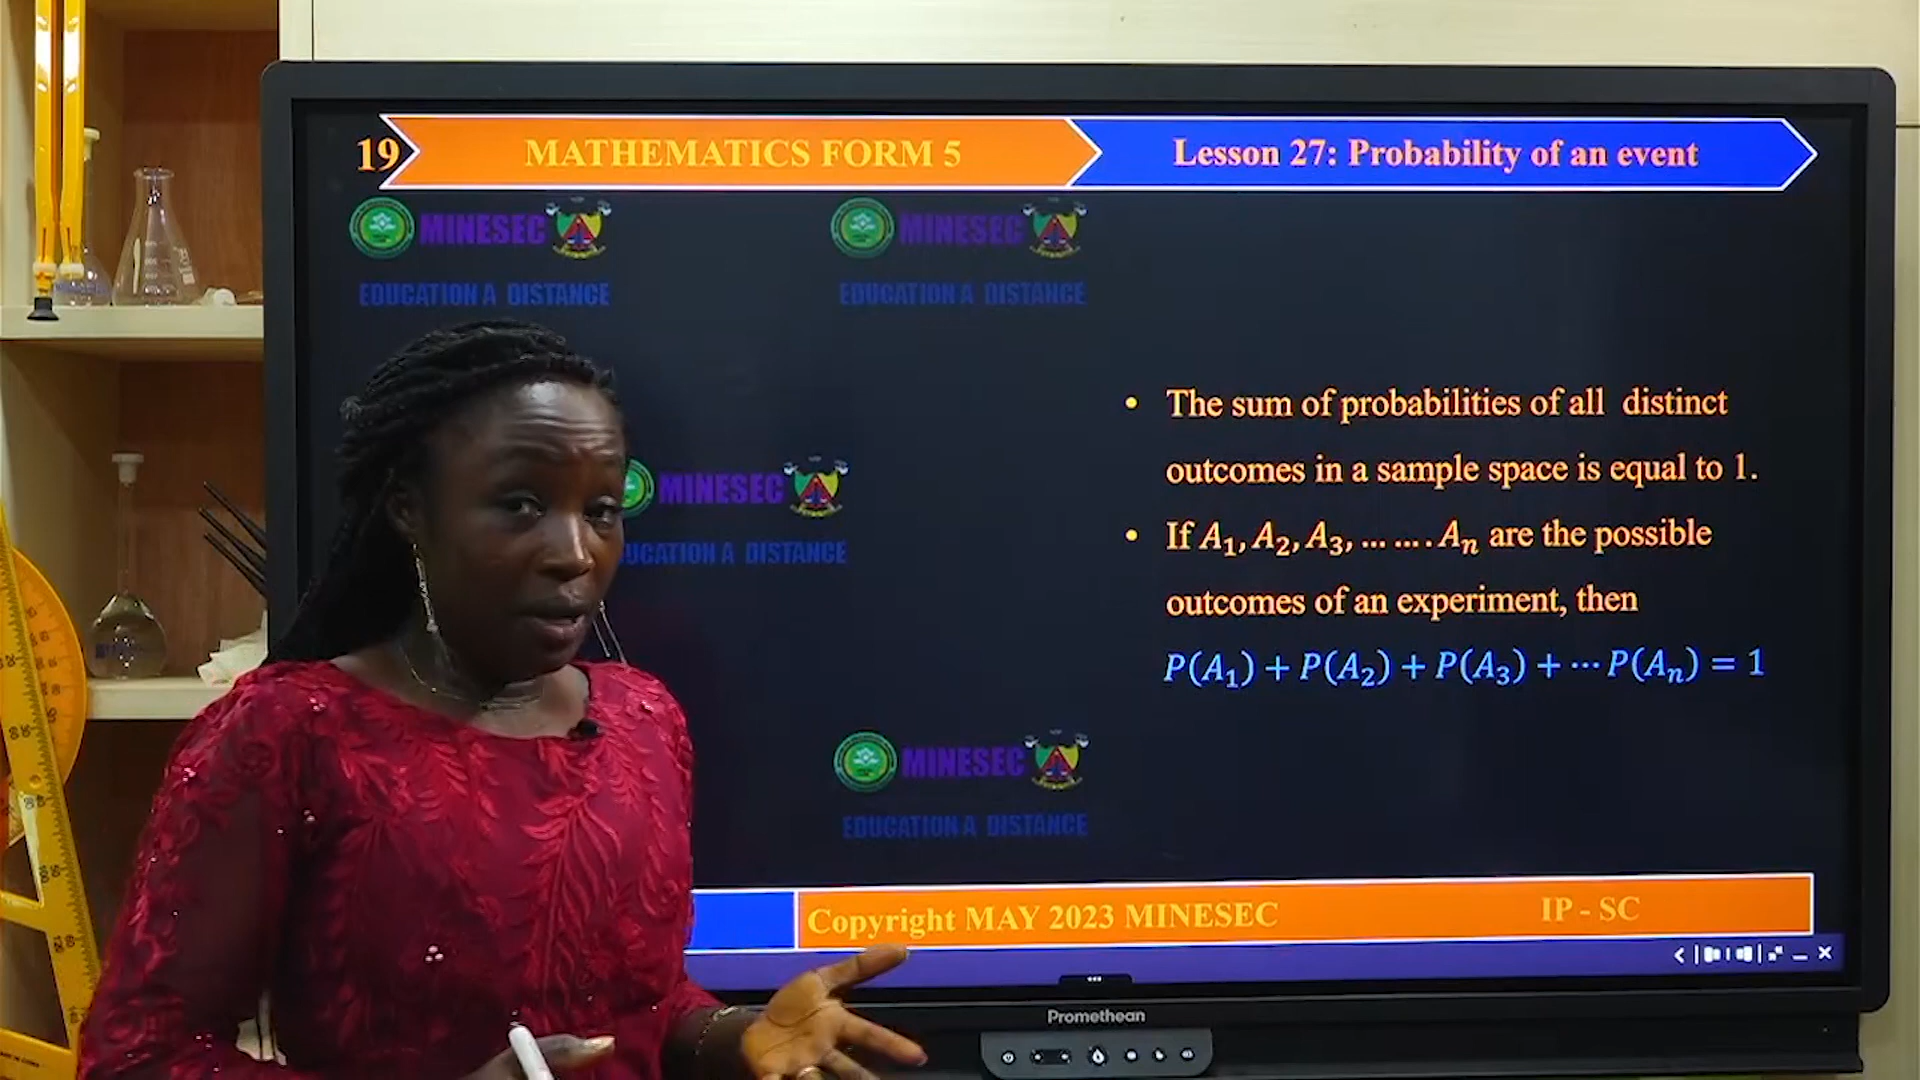 19
MATHEMATICS FORM 5
Lesson 27: Probability of an event
MINESEC
MINESEC
EDUCATION A DISTANCE
EDUCATION A DISTANCE
• The sum of probabilities of all distinct
outcomes in a sample space is equal to 1.
MINESEC
UCATION A DISTANCE
• If A₁, A₂, A₃, … … . Aₙ are the possible
outcomes of an experiment, then
P(A₁) + P(A₂) + P(A₃) + ⋯ P(Aₙ) = 1
MINESEC
EDUCATION A DISTANCE
Copyright MAY 2023 MINESEC
IP - SC
Promethean